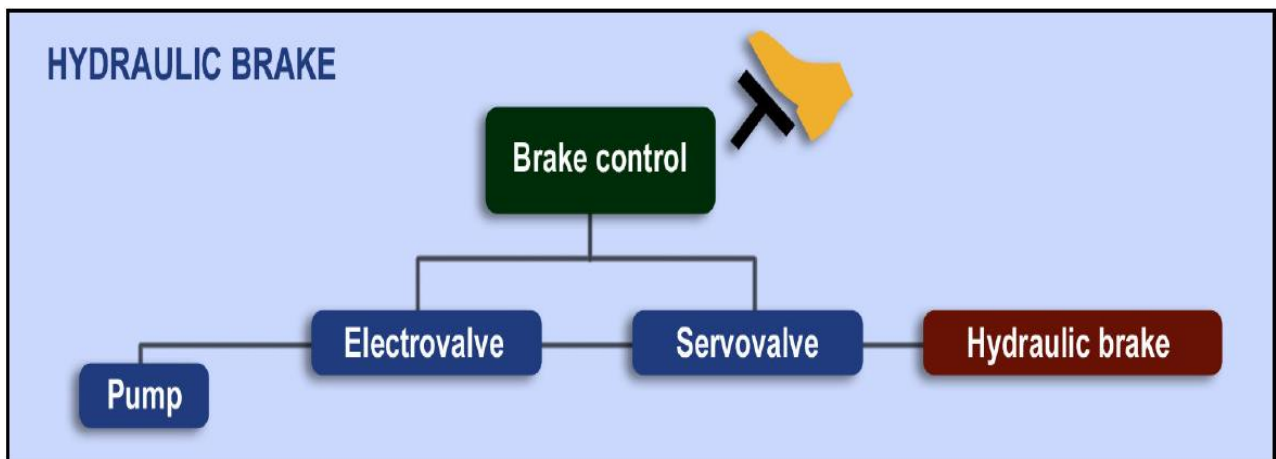 HYDRAULIC BRAKE
Brake control
Electrovalve
Servovalve
Hydraulic brake
Pump